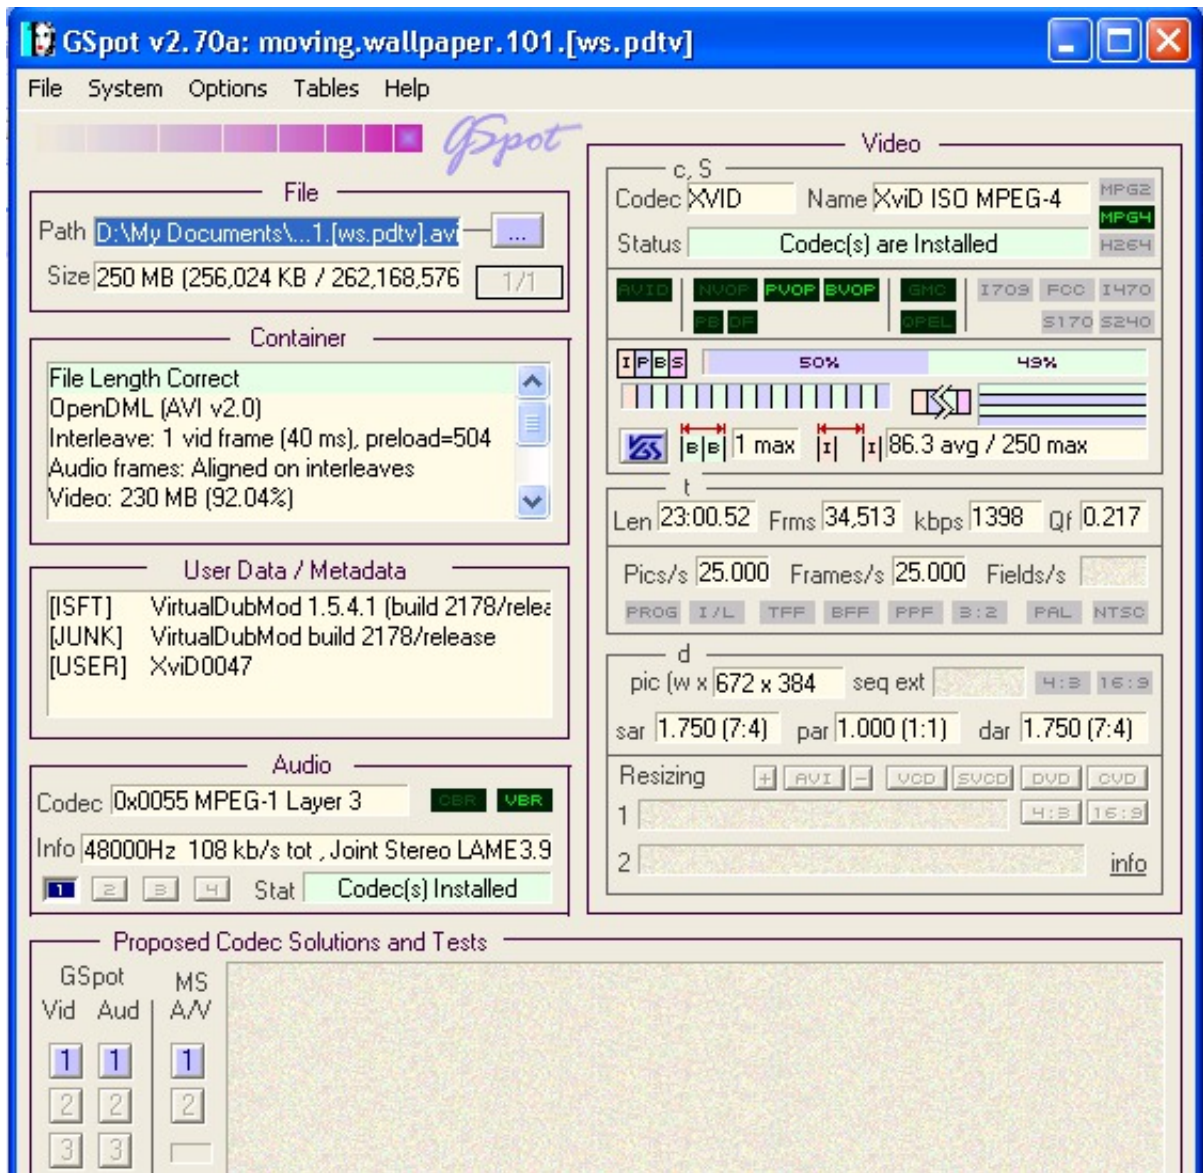 GSpot v2.70a: moving.wallpaper.101.[ws.pdtv]
File System Options Tables Help
GSpot
File
Path D:\My Documents\...1.[ws.pdtv].avi ...
Size 250 MB (256,024 KB / 262,168,576 1/1
Container
File Length Correct
OpenDML (AVI v2.0)
Interleave: 1 vid frame (40 ms), preload=504
Audio frames: Aligned on interleaves
Video: 230 MB (92.04%)
User Data / Metadata
[ISFT] VirtualDubMod 1.5.4.1 (build 2178/relea
[JUNK] VirtualDubMod build 2178/release
[USER] XviD0047
Audio
Codec 0x0055 MPEG-1 Layer 3 CBR VBR
Info 48000Hz 108 kb/s tot , Joint Stereo LAME3.9
1 2 3 4 Stat Codec(s) Installed
Video
c, S
Codec XVID Name XviD ISO MPEG-4 MPG2
MPG4
Status Codec(s) are Installed H264
AVID NVOP PVOP BVOP GMC I709 FCC I470
PB DF QPEL S170 S240
I P B S 50% 49%
B B 1 max I I 86.3 avg / 250 max
t
Len 23:00.52 Frms 34,513 kbps 1398 Qf 0.217
Pics/s 25.000 Frames/s 25.000 Fields/s
PROG I/L TFF BFF PPF 3:2 PAL NTSC
d
pic (w x 672 x 384 seq ext 4:3 16:9
sar 1.750 (7:4) par 1.000 (1:1) dar 1.750 (7:4)
Resizing + AVI - VCD SVCD DVD CVD
1 4:3 16:9
2 info
Proposed Codec Solutions and Tests
GSpot MS
Vid Aud A/V
1 1 1
2 2 2
3 3